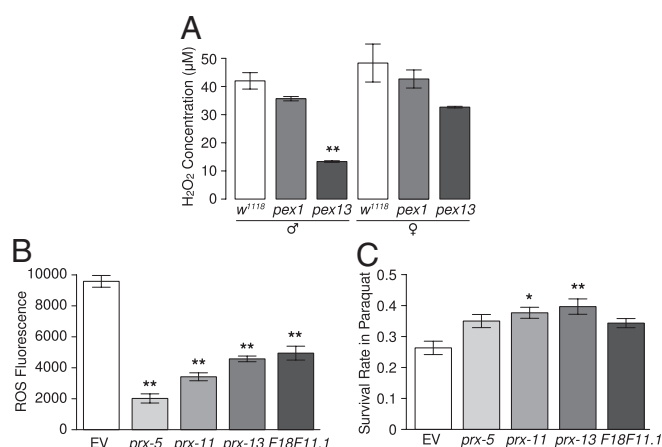 A
H₂O₂ Concentration (µM)
50
40
30
20
10
0
**
w¹¹¹⁸ pex1 pex13 w¹¹¹⁸ pex1 pex13
♂ ♀
B
ROS Fluorescence
10000
8000
6000
4000
2000
0
** ** ** **
EV prx-5 prx-11 prx-13 F18F11.1
C
Survival Rate in Paraquat
0.5
0.4
0.3
0.2
0.1
0
* **
EV prx-5 prx-11 prx-13 F18F11.1